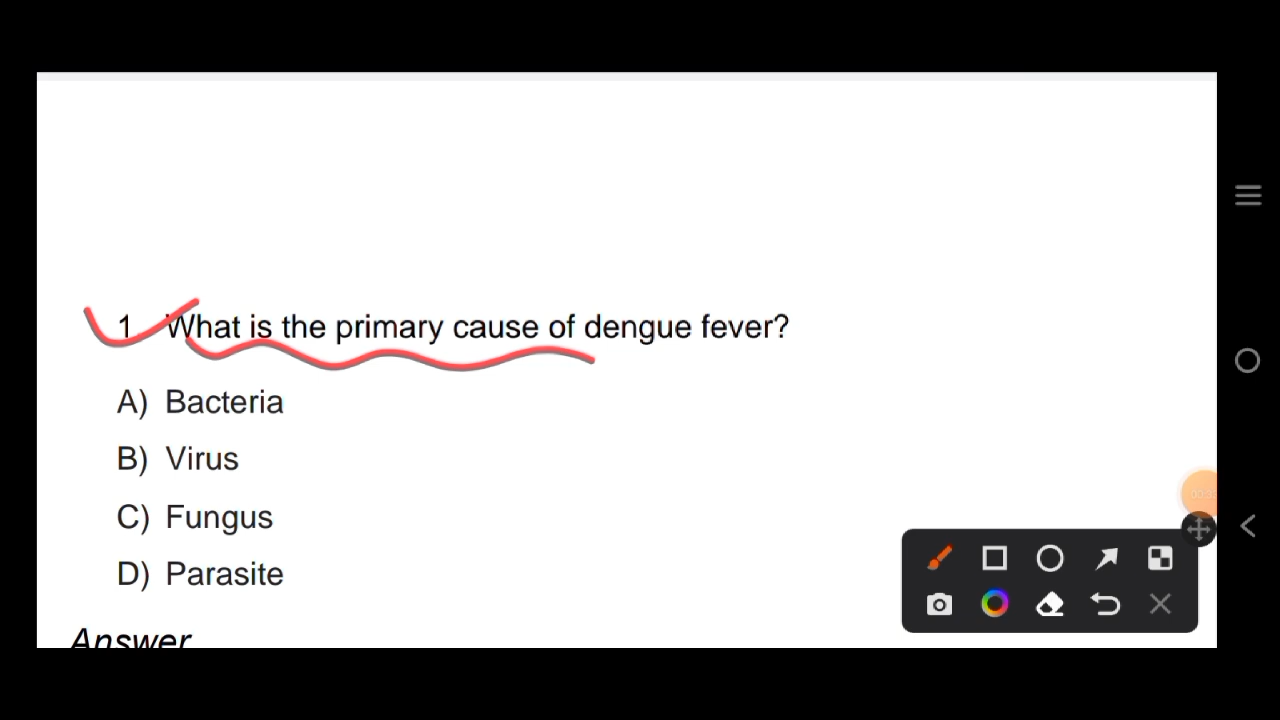 1. What is the primary cause of dengue fever?
A) Bacteria
B) Virus
C) Fungus
D) Parasite
Answer